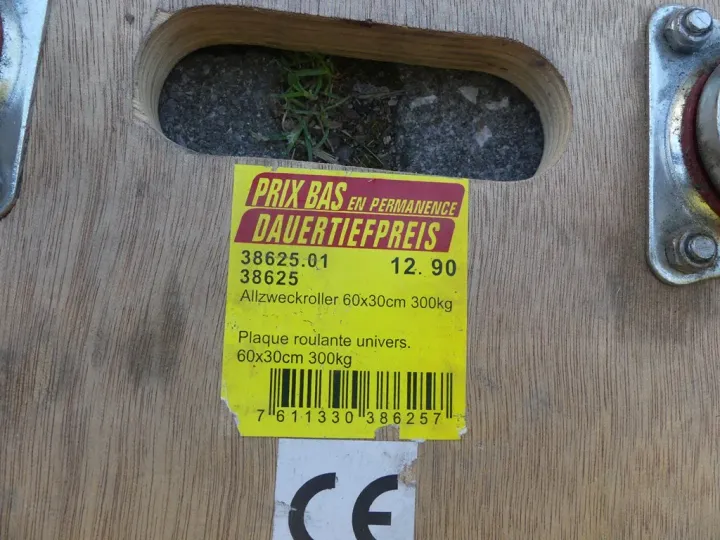 PRIX BAS EN PERMANENCE
DAUERTIEFPREIS
38625.01 12.90
38625
Allzweckroller 60x30cm 300kg
Plaque roulante univers.
60x30cm 300kg
7 611330 386257
CE